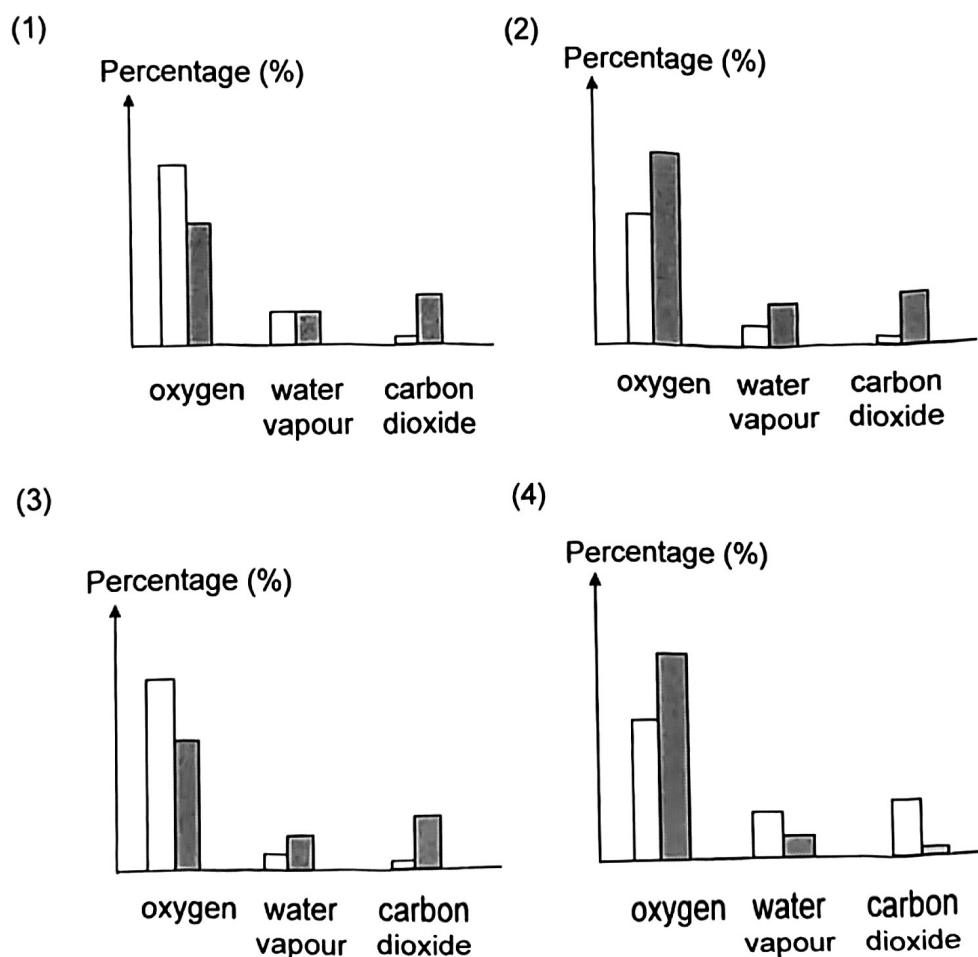 (1)
Percentage (%)
oxygen water carbon
vapour dioxide
(2)
Percentage (%)
oxygen water carbon
vapour dioxide
(3)
Percentage (%)
oxygen water carbon
vapour dioxide
(4)
Percentage (%)
oxygen water carbon
vapour dioxide